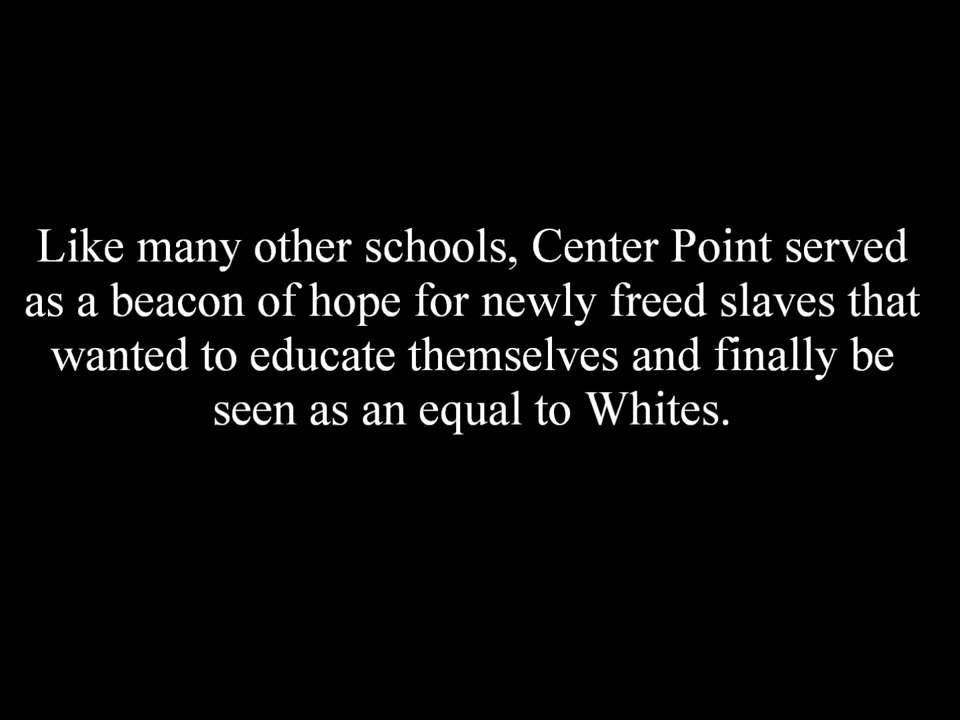 Like many other schools, Center Point served
as a beacon of hope for newly freed slaves that
wanted to educate themselves and finally be
seen as an equal to Whites.